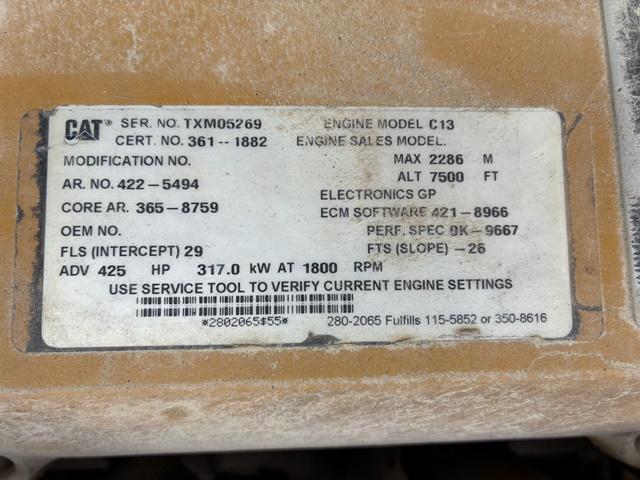 CAT® SER. NO. TXM05269 ENGINE MODEL C13
CERT. NO. 361--1882 ENGINE SALES MODEL.
MODIFICATION NO. MAX 2286 M
ALT 7500 FT
AR. NO. 422-5494 ELECTRONICS GP
CORE AR. 365-8759 ECM SOFTWARE 421-8966
OEM NO. PERF. SPEC 0K-9667
FLS (INTERCEPT) 29 FTS (SLOPE) -26
ADV 425 HP 317.0 kW AT 1800 RPM
USE SERVICE TOOL TO VERIFY CURRENT ENGINE SETTINGS
*2802065$55* 280-2065 Fulfills 115-5852 or 350-8616